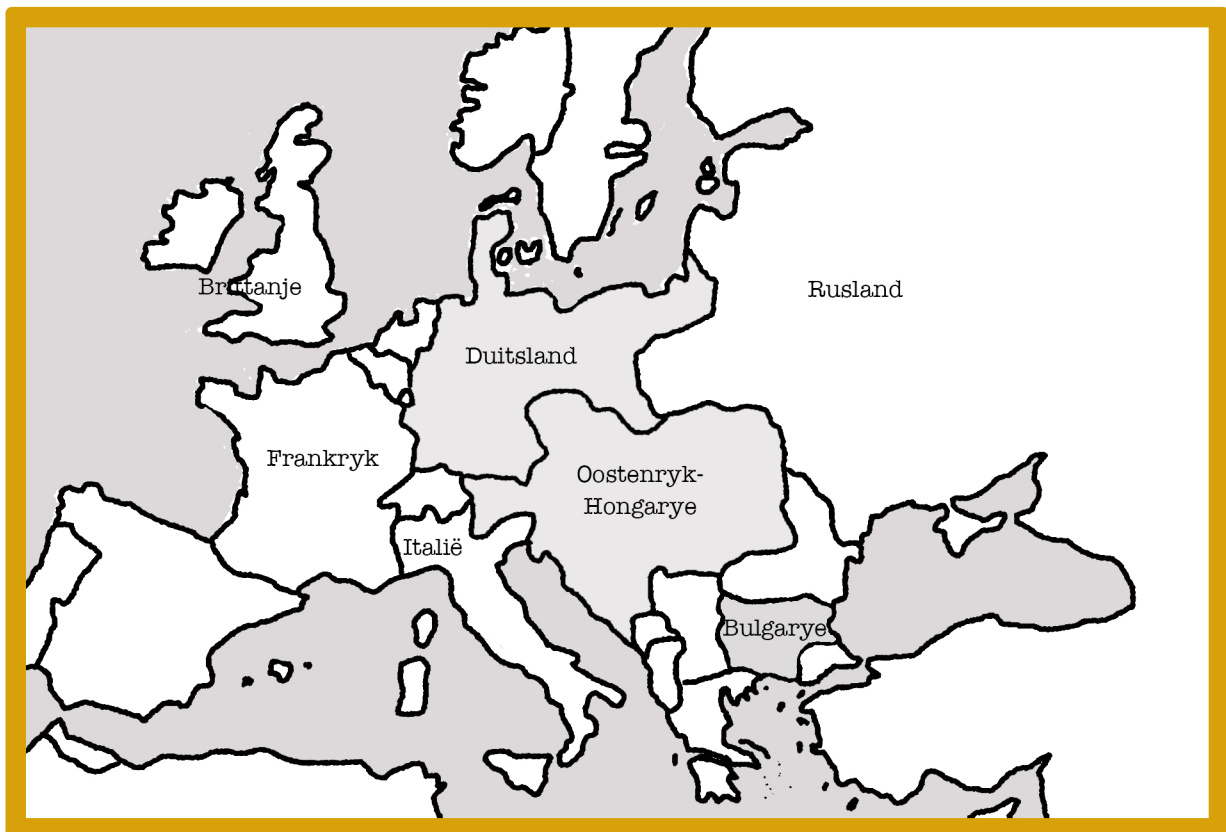 Brittanje
Rusland
Duitsland
Frankryk
Oostenryk-
Hongarye
Italië
Bulgarye